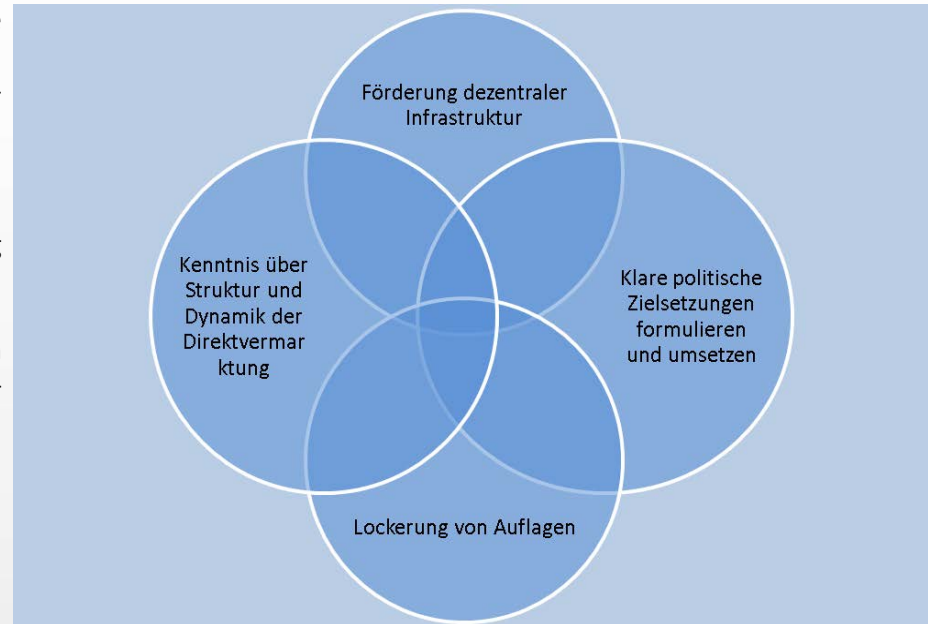 Förderung dezentraler
Infrastruktur
Kenntnis über
Struktur und
Dynamik der
Direktvermar
ktung
Klare politische
Zielsetzungen
formulieren
und umsetzen
Lockerung von Auflagen